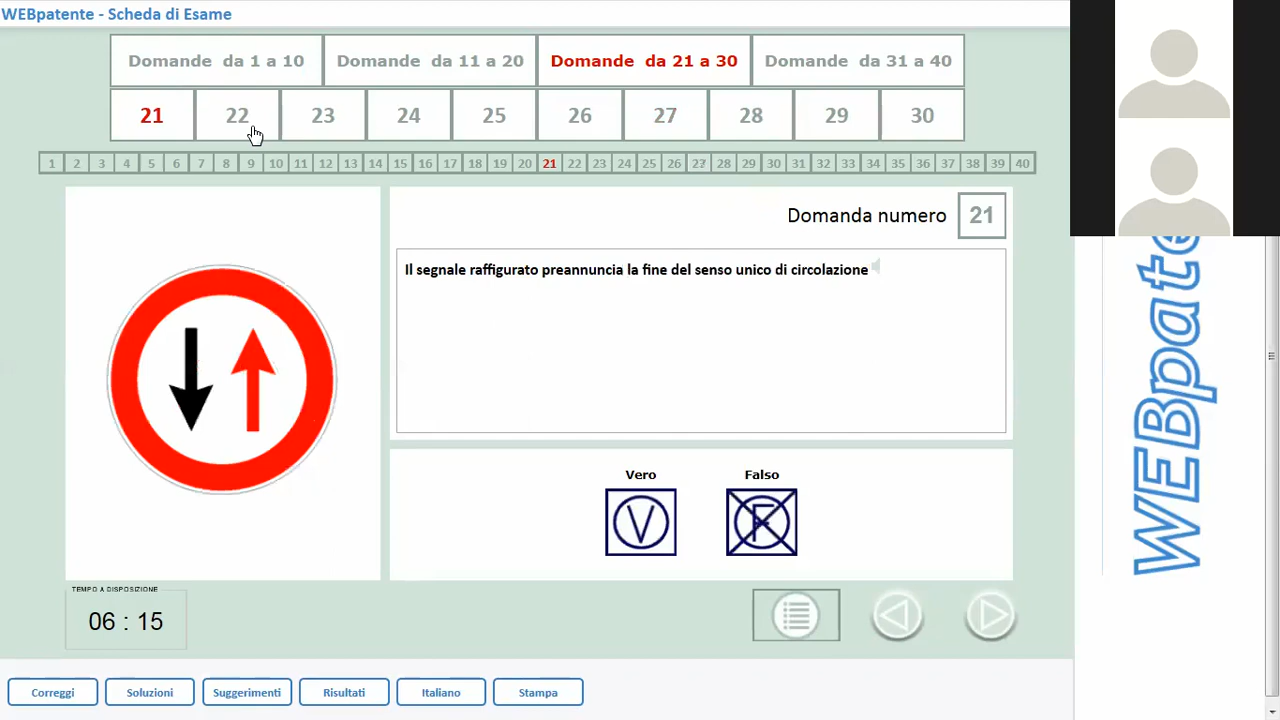 WEBpatente - Scheda di Esame
Domande da 1 a 10 Domande da 11 a 20 Domande da 21 a 30 Domande da 31 a 40
21 22 23 24 25 26 27 28 29 30
1 2 3 4 5 6 7 8 9 10 11 12 13 14 15 16 17 18 19 20 21 22 23 24 25 26 27 28 29 30 31 32 33 34 35 36 37 38 39 40
Domanda numero 21
Il segnale raffigurato preannuncia la fine del senso unico di circolazione
Vero Falso
V F
TEMPO A DISPOSIZIONE
06 : 15
Correggi Soluzioni Suggerimenti Risultati Italiano Stampa
WEBpate